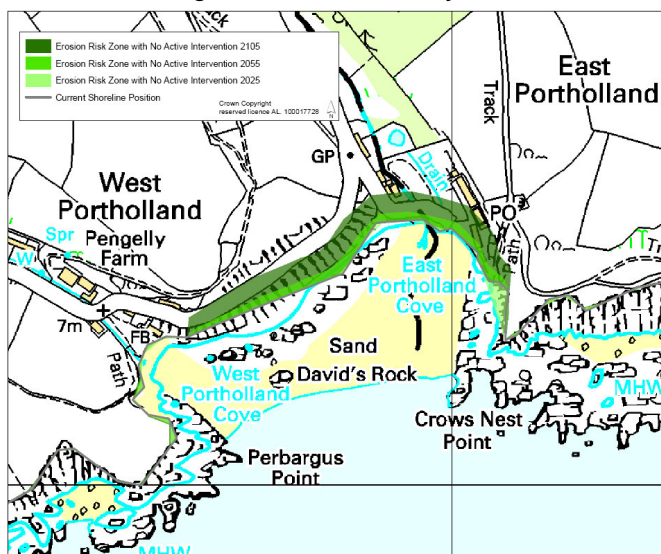 Erosion Risk Zone with No Active Intervention 2105
Erosion Risk Zone with No Active Intervention 2055
Erosion Risk Zone with No Active Intervention 2025
Current Shoreline Position
Crown Copyright
reserved licence AL. 100017728
N
East
Portholland
Track
GP
Drain
West
Portholland
Spr
Pengelly
Farm
W
PO
Path
East
Portholland
Cove
7m
FB
Path
Sand
West
Portholland
Cove
David's Rock
MHW
Crows Nest
Point
Perbargus
Point
MHW